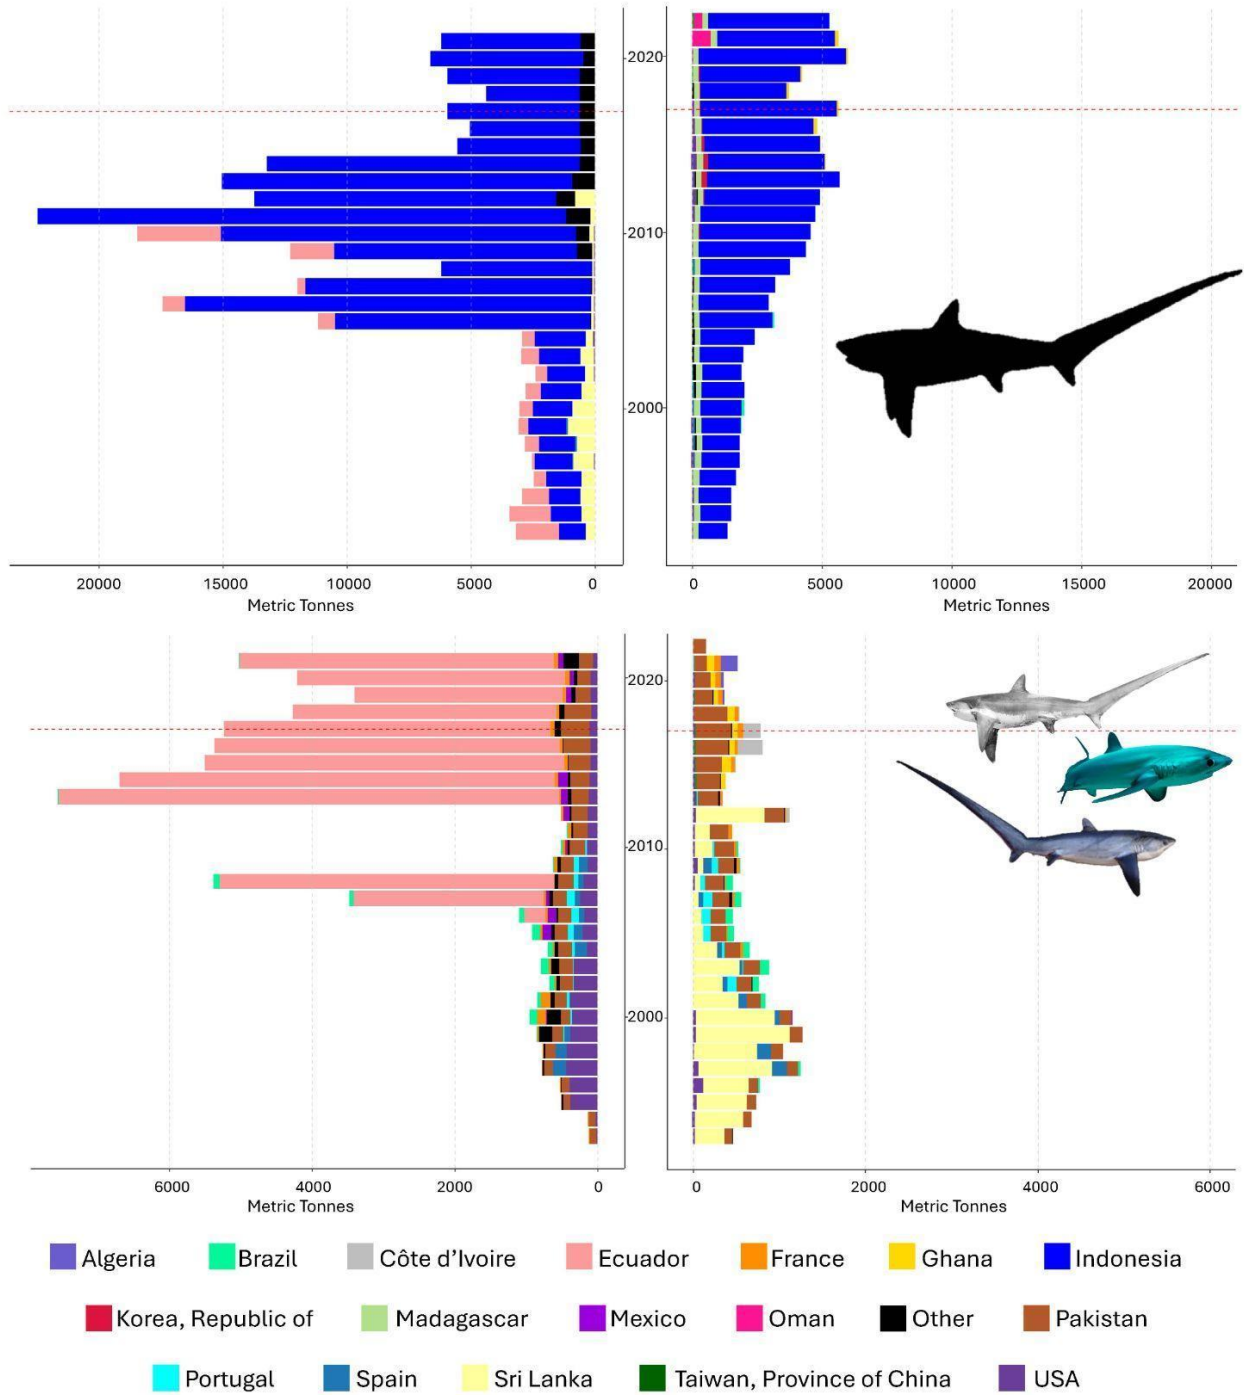 2020
2010
2000
20000 15000 10000 5000 0
0 5000 10000 15000 20000
Metric Tonnes
Metric Tonnes
2020
2010
2000
6000 4000 2000 0
0 2000 4000 6000
Metric Tonnes
Metric Tonnes
Algeria Brazil Côte d’Ivoire Ecuador France Ghana Indonesia
Korea, Republic of Madagascar Mexico Oman Other Pakistan
Portugal Spain Sri Lanka Taiwan, Province of China USA